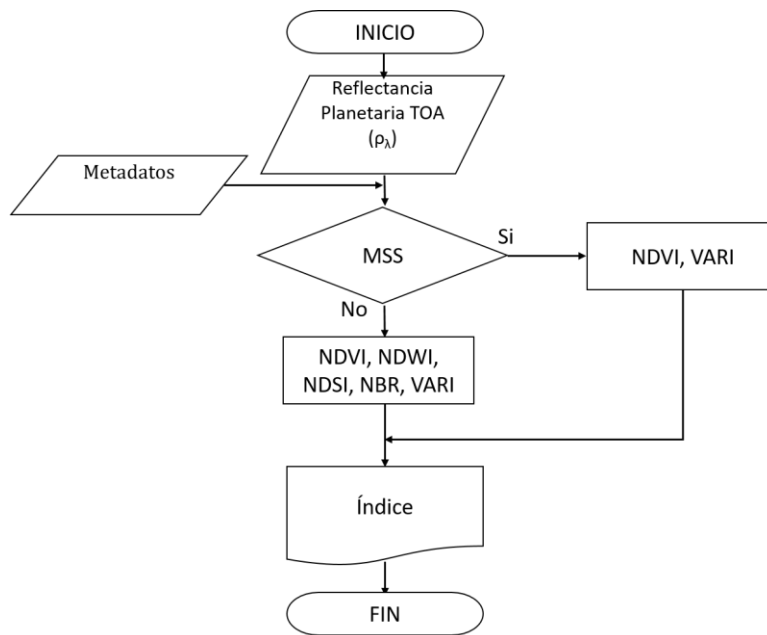 INICIO
Reflectancia
Planetaria TOA
(ρλ)
Metadatos
Si
MSS
NDVI, VARI
No
NDVI, NDWI,
NDSI, NBR, VARI
Índice
FIN